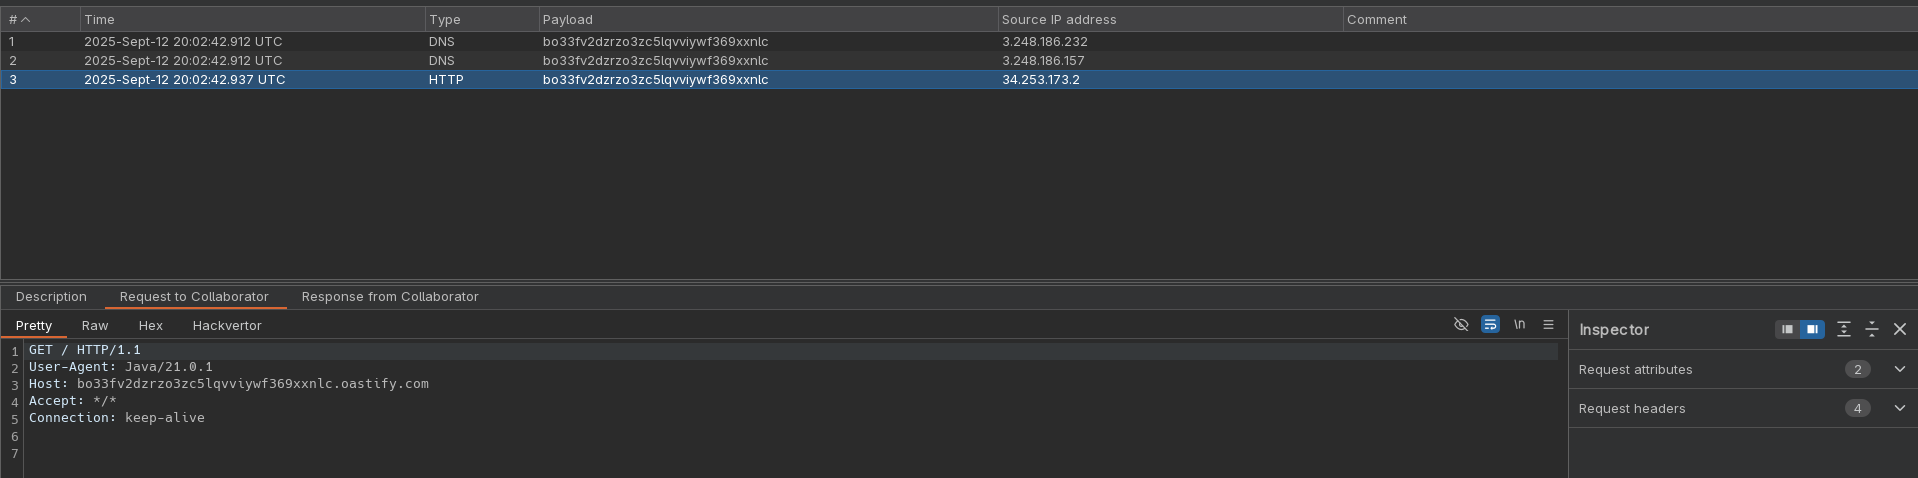 # Time Type Payload Source IP address Comment
1 2025-Sept-12 20:02:42.912 UTC DNS bo33fv2dzrzo3zc5lqvviywf369xxnlc 3.248.186.232
2 2025-Sept-12 20:02:42.912 UTC DNS bo33fv2dzrzo3zc5lqvviywf369xxnlc 3.248.186.157
3 2025-Sept-12 20:02:42.937 UTC HTTP bo33fv2dzrzo3zc5lqvviywf369xxnlc 34.253.173.2
Description Request to Collaborator Response from Collaborator
Pretty Raw Hex Hackvertor \n
1 GET / HTTP/1.1
2 User-Agent: Java/21.0.1
3 Host: bo33fv2dzrzo3zc5lqvviywf369xxnlc.oastify.com
4 Accept: */*
5 Connection: keep-alive
6
7
Inspector
Request attributes 2
Request headers 4